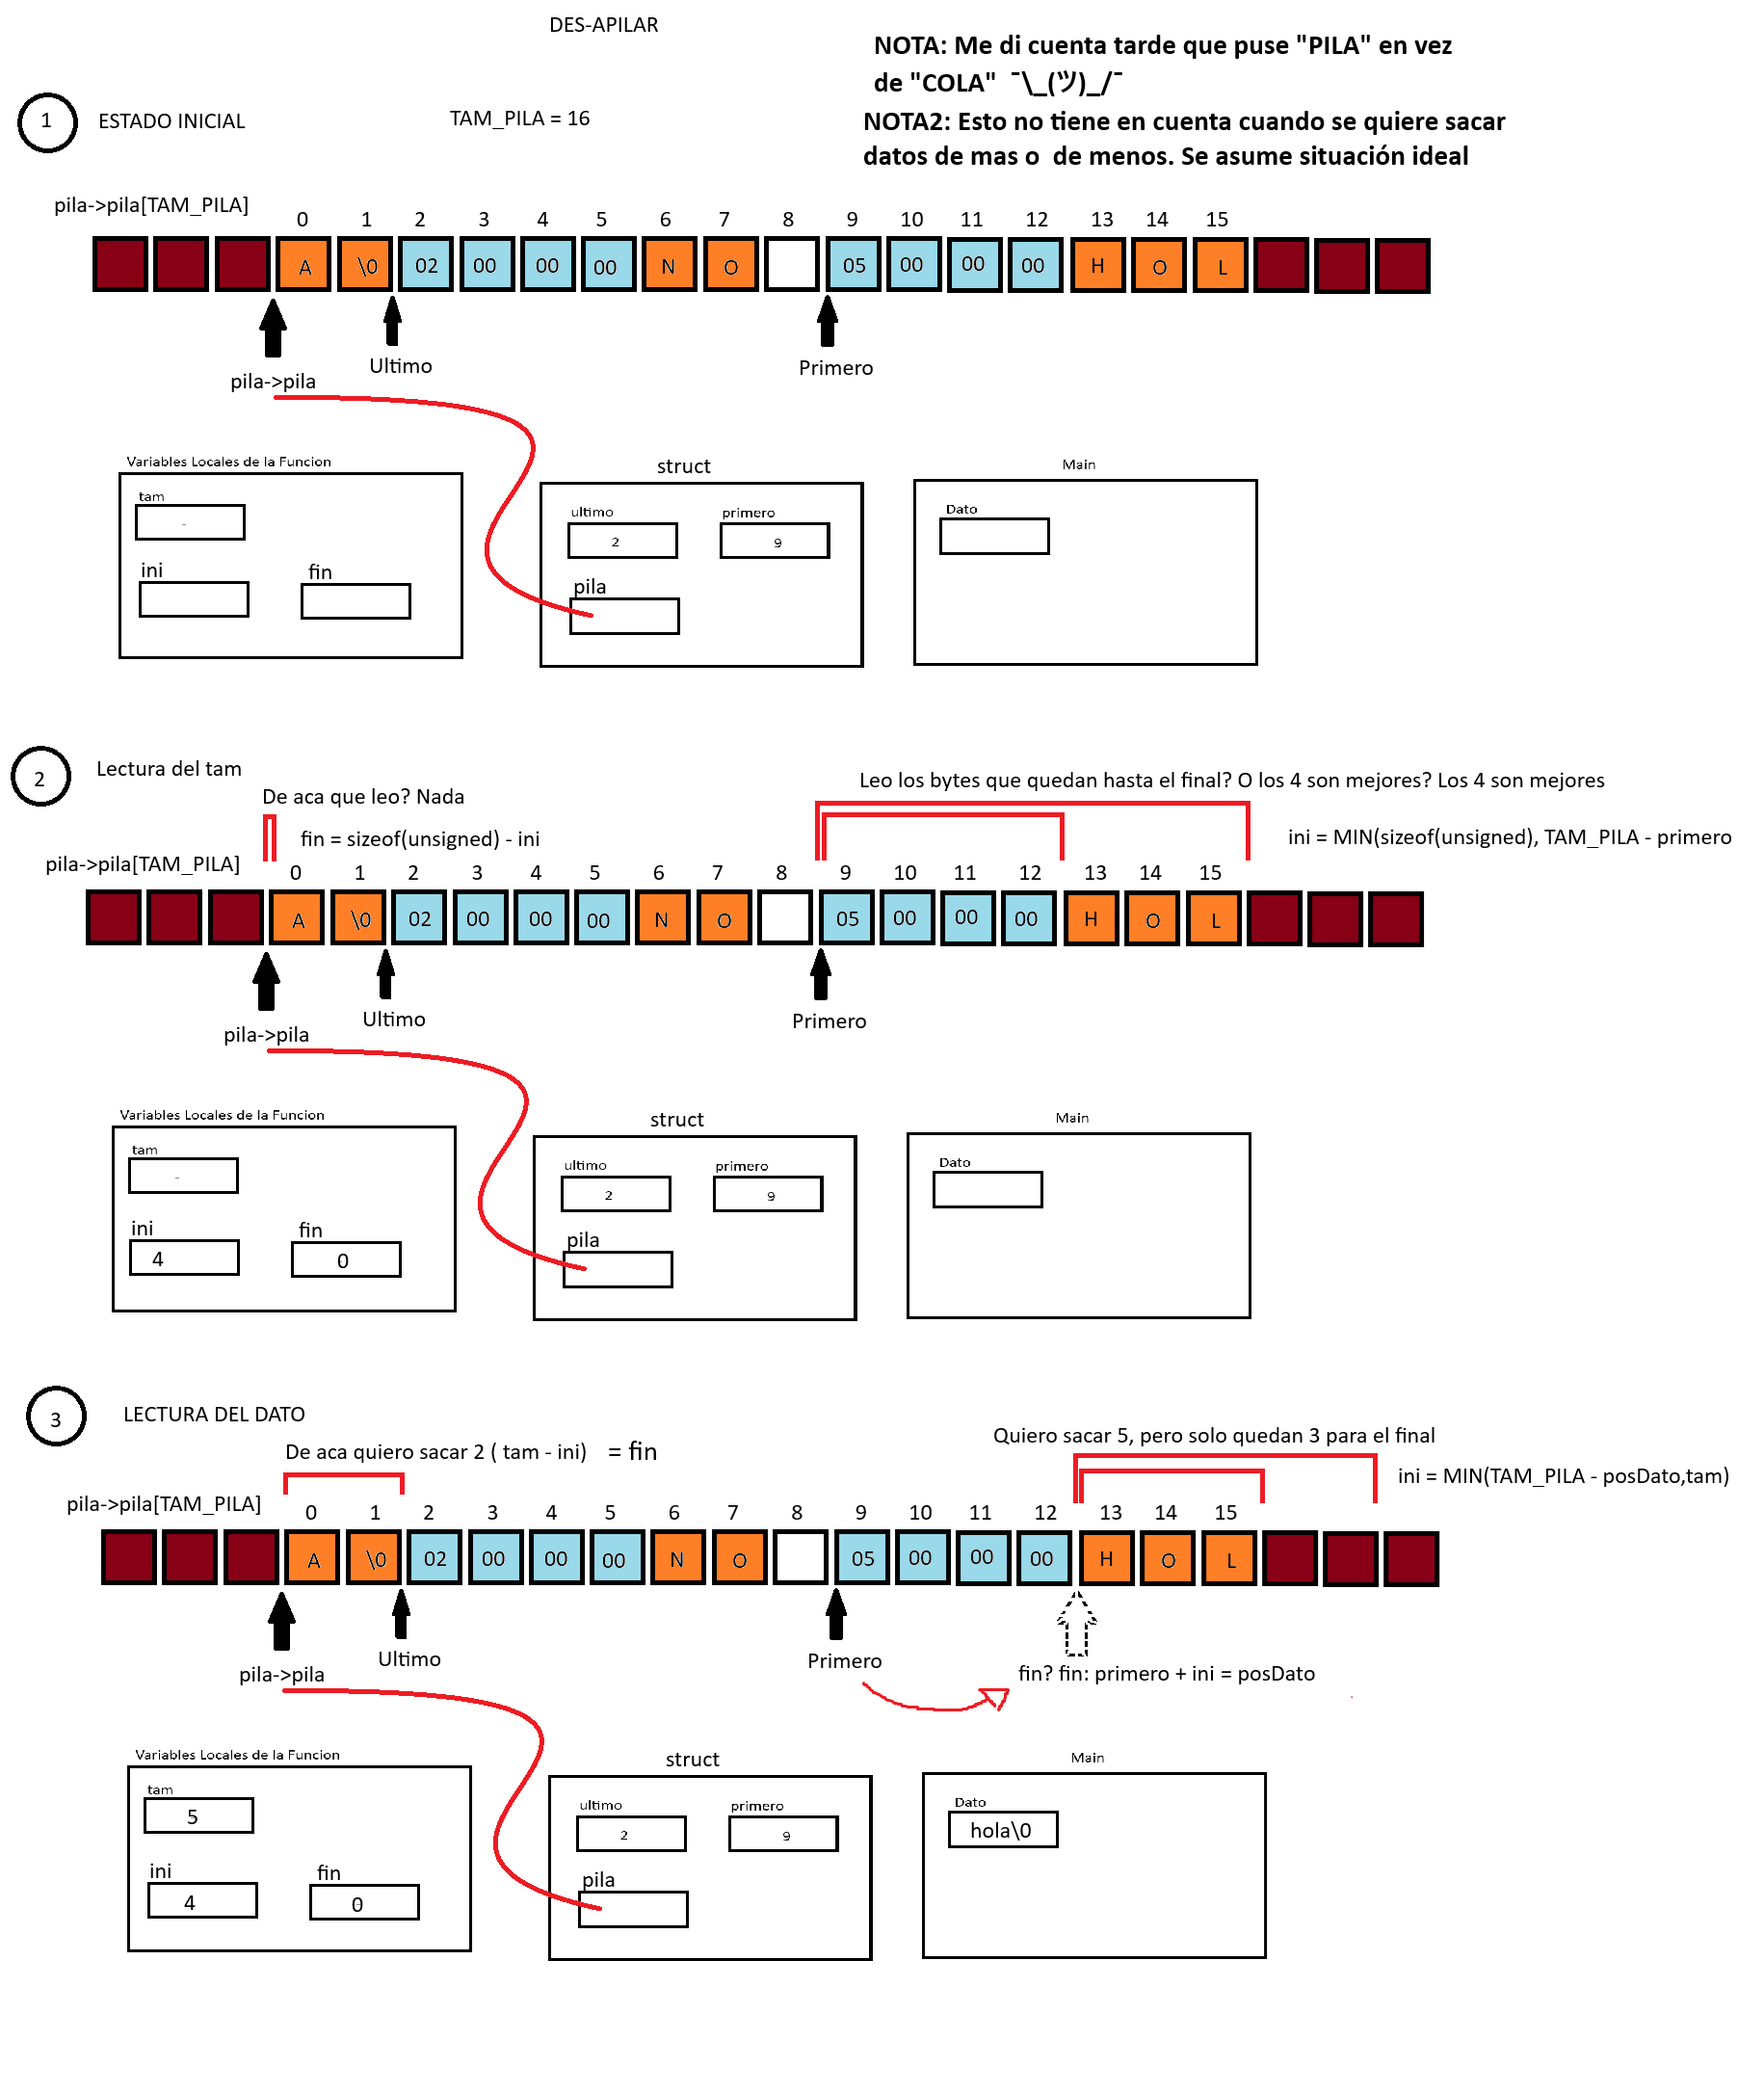 DES-APILAR
NOTA: Me di cuenta tarde que puse "PILA" en vez
de "COLA" ¯\_(ツ)_/¯
1 ESTADO INICIAL TAM_PILA = 16
NOTA2: Esto no tiene en cuenta cuando se quiere sacar
datos de mas o de menos. Se asume situación ideal
pila->pila[TAM_PILA]
0 1 2 3 4 5 6 7 8 9 10 11 12 13 14 15
A \0 02 00 00 00 N O 05 00 00 00 H O L
Ultimo Primero
pila->pila
Variables Locales de la Funcion struct Main
tam ultimo primero Dato
- 2 9
ini fin pila
2 Lectura del tam
Leo los bytes que quedan hasta el final? O los 4 son mejores? Los 4 son mejores
De aca que leo? Nada
fin = sizeof(unsigned) - ini
ini = MIN(sizeof(unsigned), TAM_PILA - primero
pila->pila[TAM_PILA]
0 1 2 3 4 5 6 7 8 9 10 11 12 13 14 15
A \0 02 00 00 00 N O 05 00 00 00 H O L
Ultimo Primero
pila->pila
Variables Locales de la Funcion struct Main
tam ultimo primero Dato
- 2 9
ini fin pila
4 0
3 LECTURA DEL DATO
Quiero sacar 5, pero solo quedan 3 para el final
De aca quiero sacar 2 ( tam - ini) = fin
ini = MIN(TAM_PILA - posDato,tam)
pila->pila[TAM_PILA]
0 1 2 3 4 5 6 7 8 9 10 11 12 13 14 15
A \0 02 00 00 00 N O 05 00 00 00 H O L
Ultimo Primero
pila->pila fin? fin: primero + ini = posDato
Variables Locales de la Funcion struct Main
tam ultimo primero Dato
5 2 9 hola\0
ini fin pila
4 0